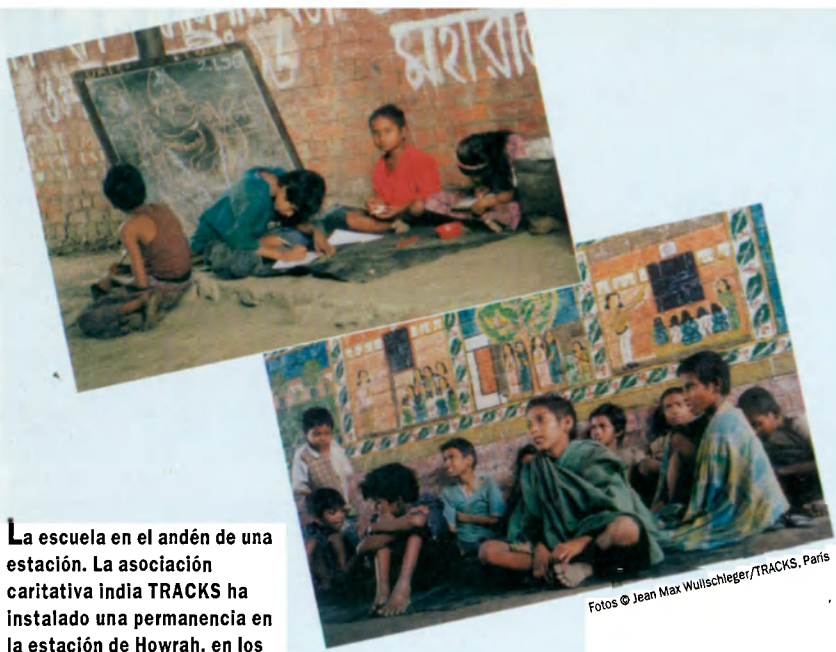 মহারা
La escuela en el andén de una
estación. La asociación
caritativa india TRACKS ha
instalado una permanencia en
la estación de Howrah, en los
Fotos © Jean Max Wullschleger/TRACKS, París